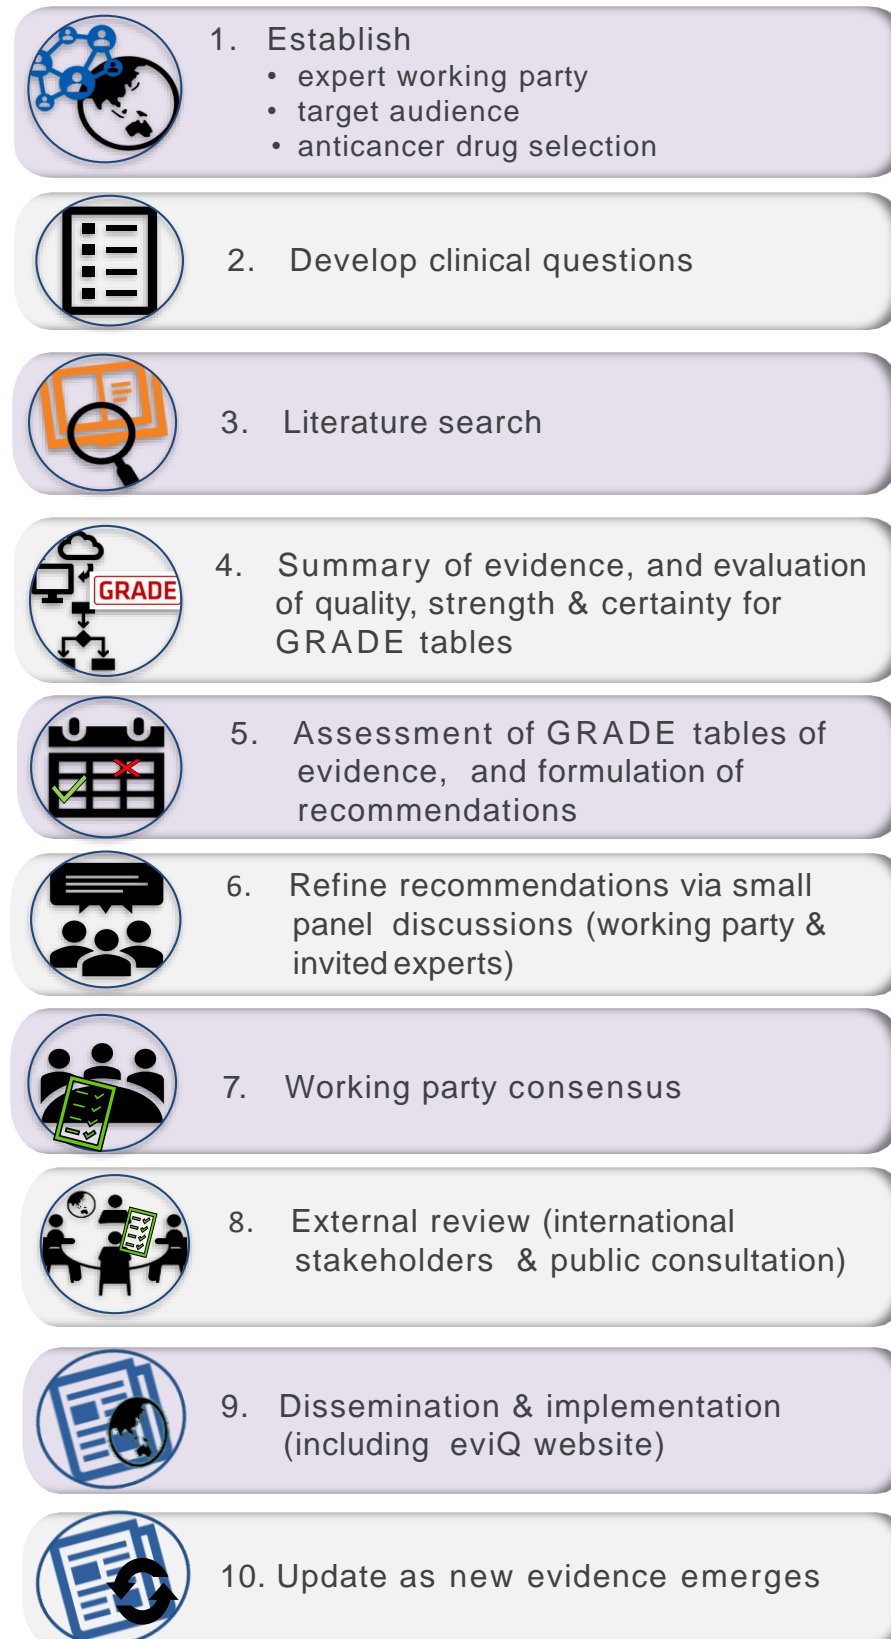 1. Establish
• expert working party
• target audience
• anticancer drug selection
2. Develop clinical questions
3. Literature search
GRADE
4. Summary of evidence, and evaluation
of quality, strength & certainty for
GRADE tables
5. Assessment of GRADE tables of
evidence, and formulation of
recommendations
6. Refine recommendations via small
panel discussions (working party &
invited experts)
7. Working party consensus
8. External review (international
stakeholders & public consultation)
9. Dissemination & implementation
(including eviQ website)
10. Update as new evidence emerges